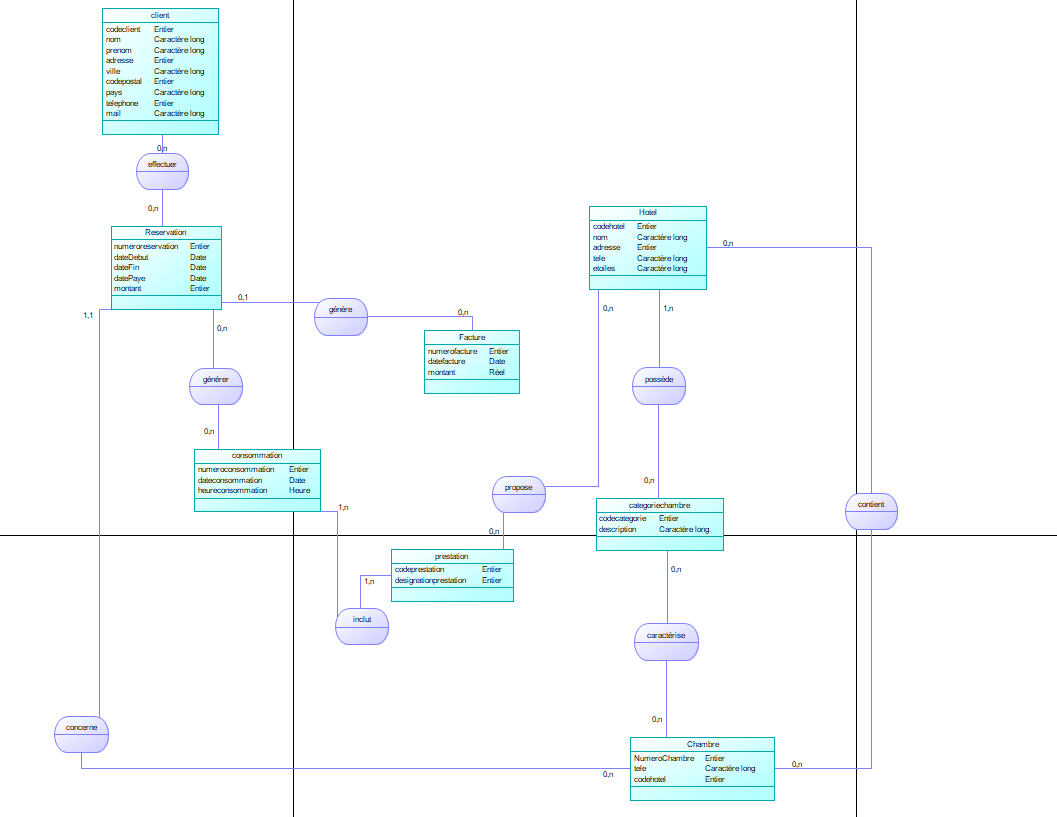 client
codeclient Entier
nom Caractère long
prenom Caractère long
adresse Entier
ville Caractère long
codepostal Entier
pays Caractère long
telephone Entier
mail Caractère long
0,n
effectuer
0,n
Reservation
numeroreservation Entier
dateDebut Date
dateFin Date
datePaye Date
montant Entier
0,1
génère
0,n
Facture
numerofacture Entier
datefacture Date
montant Réel
1,1
0,n
générer
0,n
consommation
numeroconsommation Entier
dateconsommation Date
heureconsommation Heure
1,n
inclut
1,n
prestation
codeprestation Entier
designationprestation Entier
0,n
propose
0,n
Hotel
codehotel Entier
nom Caractère long
adresse Entier
tele Caractère long
etoiles Caractère long
0,n
1,n
possède
0,n
categoriechambre
codecategorie Entier
description Caractère long
contient
0,n
caractérise
0,n
Chambre
NumeroChambre Entier
tele Caractère long
codehotel Entier
0,n
concerne
0,n